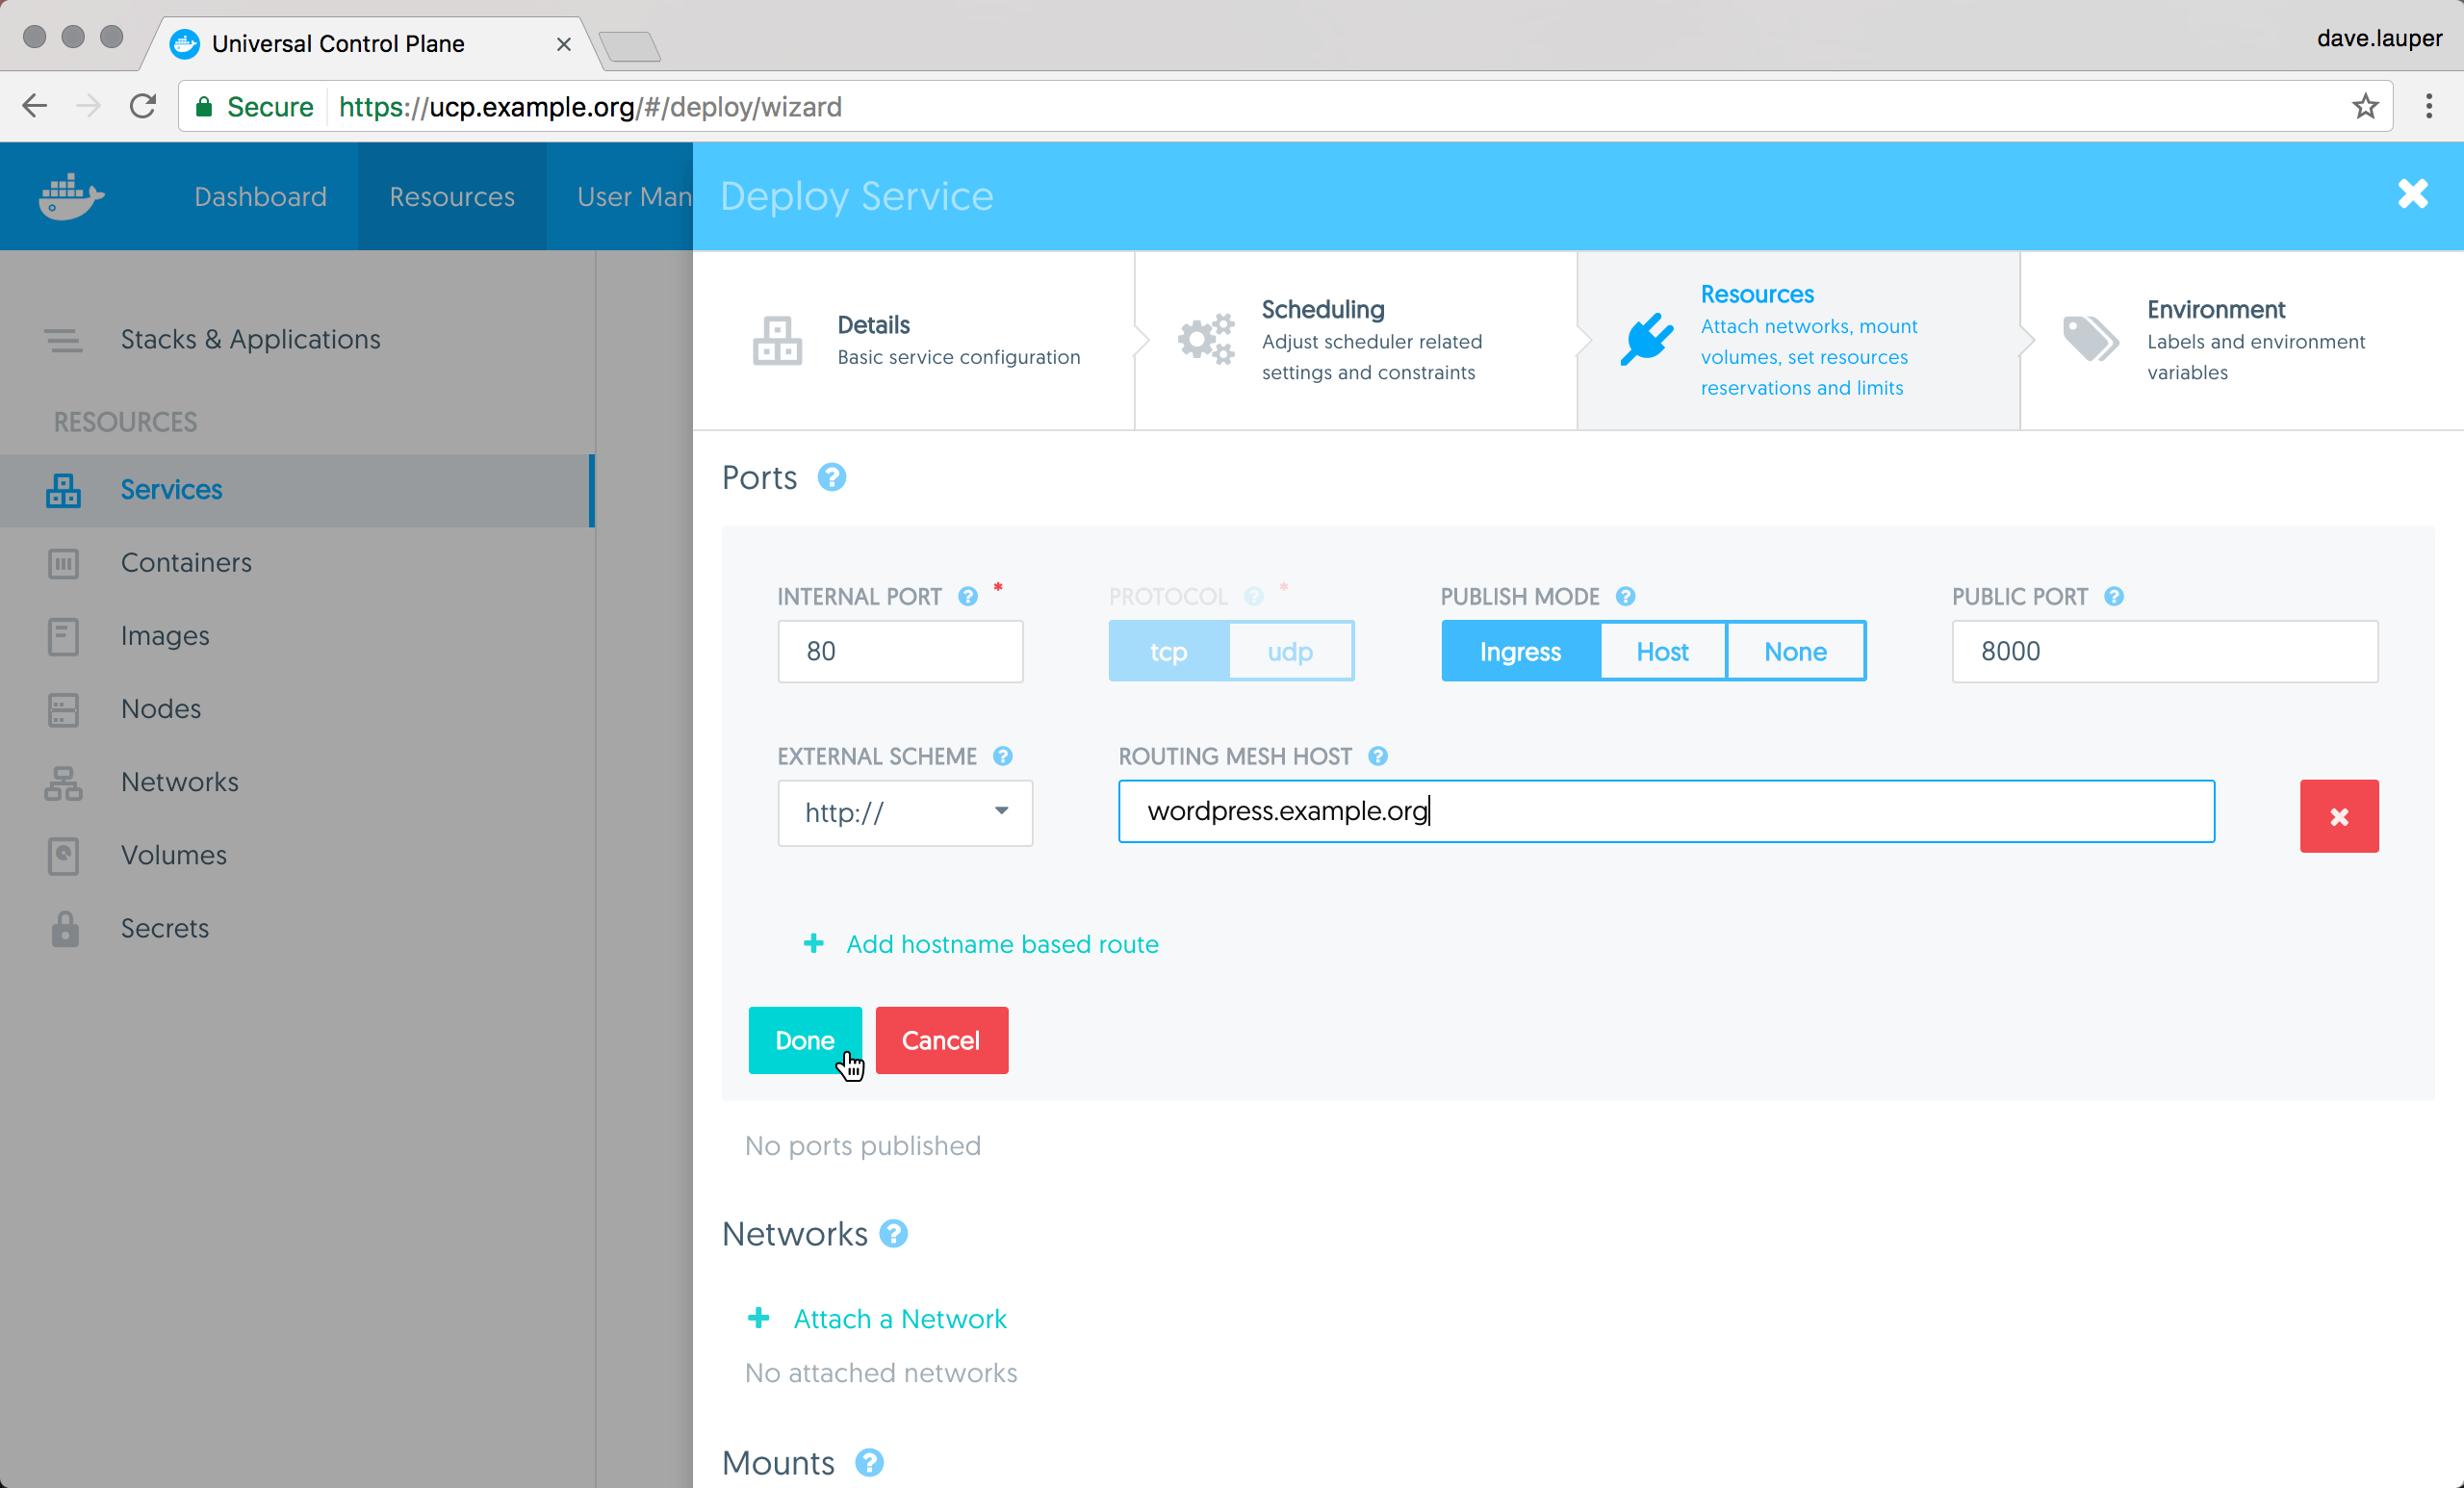 Universal Control Plane
dave.lauper
Secure
https://ucp.example.org/#/deploy/wizard
Dashboard
Resources
User Man
Deploy Service
Details
Basic service configuration
Scheduling
Adjust scheduler related
settings and constraints
Resources
Attach networks, mount
volumes, set resources
reservations and limits
Environment
Labels and environment
variables
Stacks & Applications
RESOURCES
Services
Containers
Images
Nodes
Networks
Volumes
Secrets
Ports ?
INTERNAL PORT ? *
PROTOCOL ? *
PUBLISH MODE ?
PUBLIC PORT ?
80
tcp
udp
Ingress
Host
None
8000
EXTERNAL SCHEME ?
ROUTING MESH HOST ?
http://
wordpress.example.org
+ Add hostname based route
Done
Cancel
No ports published
Networks ?
+ Attach a Network
No attached networks
Mounts ?